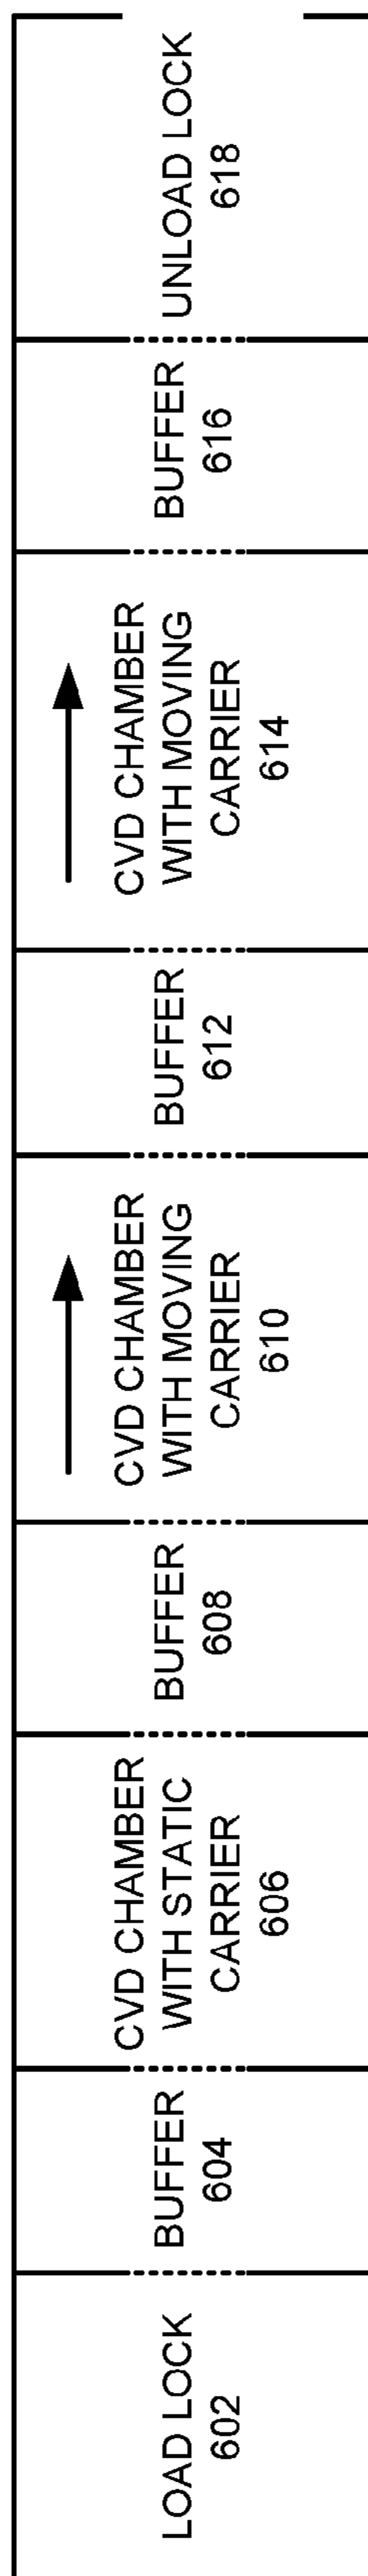 LOAD LOCK
602
BUFFER
604
CVD CHAMBER
WITH STATIC
CARRIER
606
BUFFER
608
CVD CHAMBER
WITH MOVING
CARRIER
610
BUFFER
612
CVD CHAMBER
WITH MOVING
CARRIER
614
BUFFER
616
UNLOAD LOCK
618